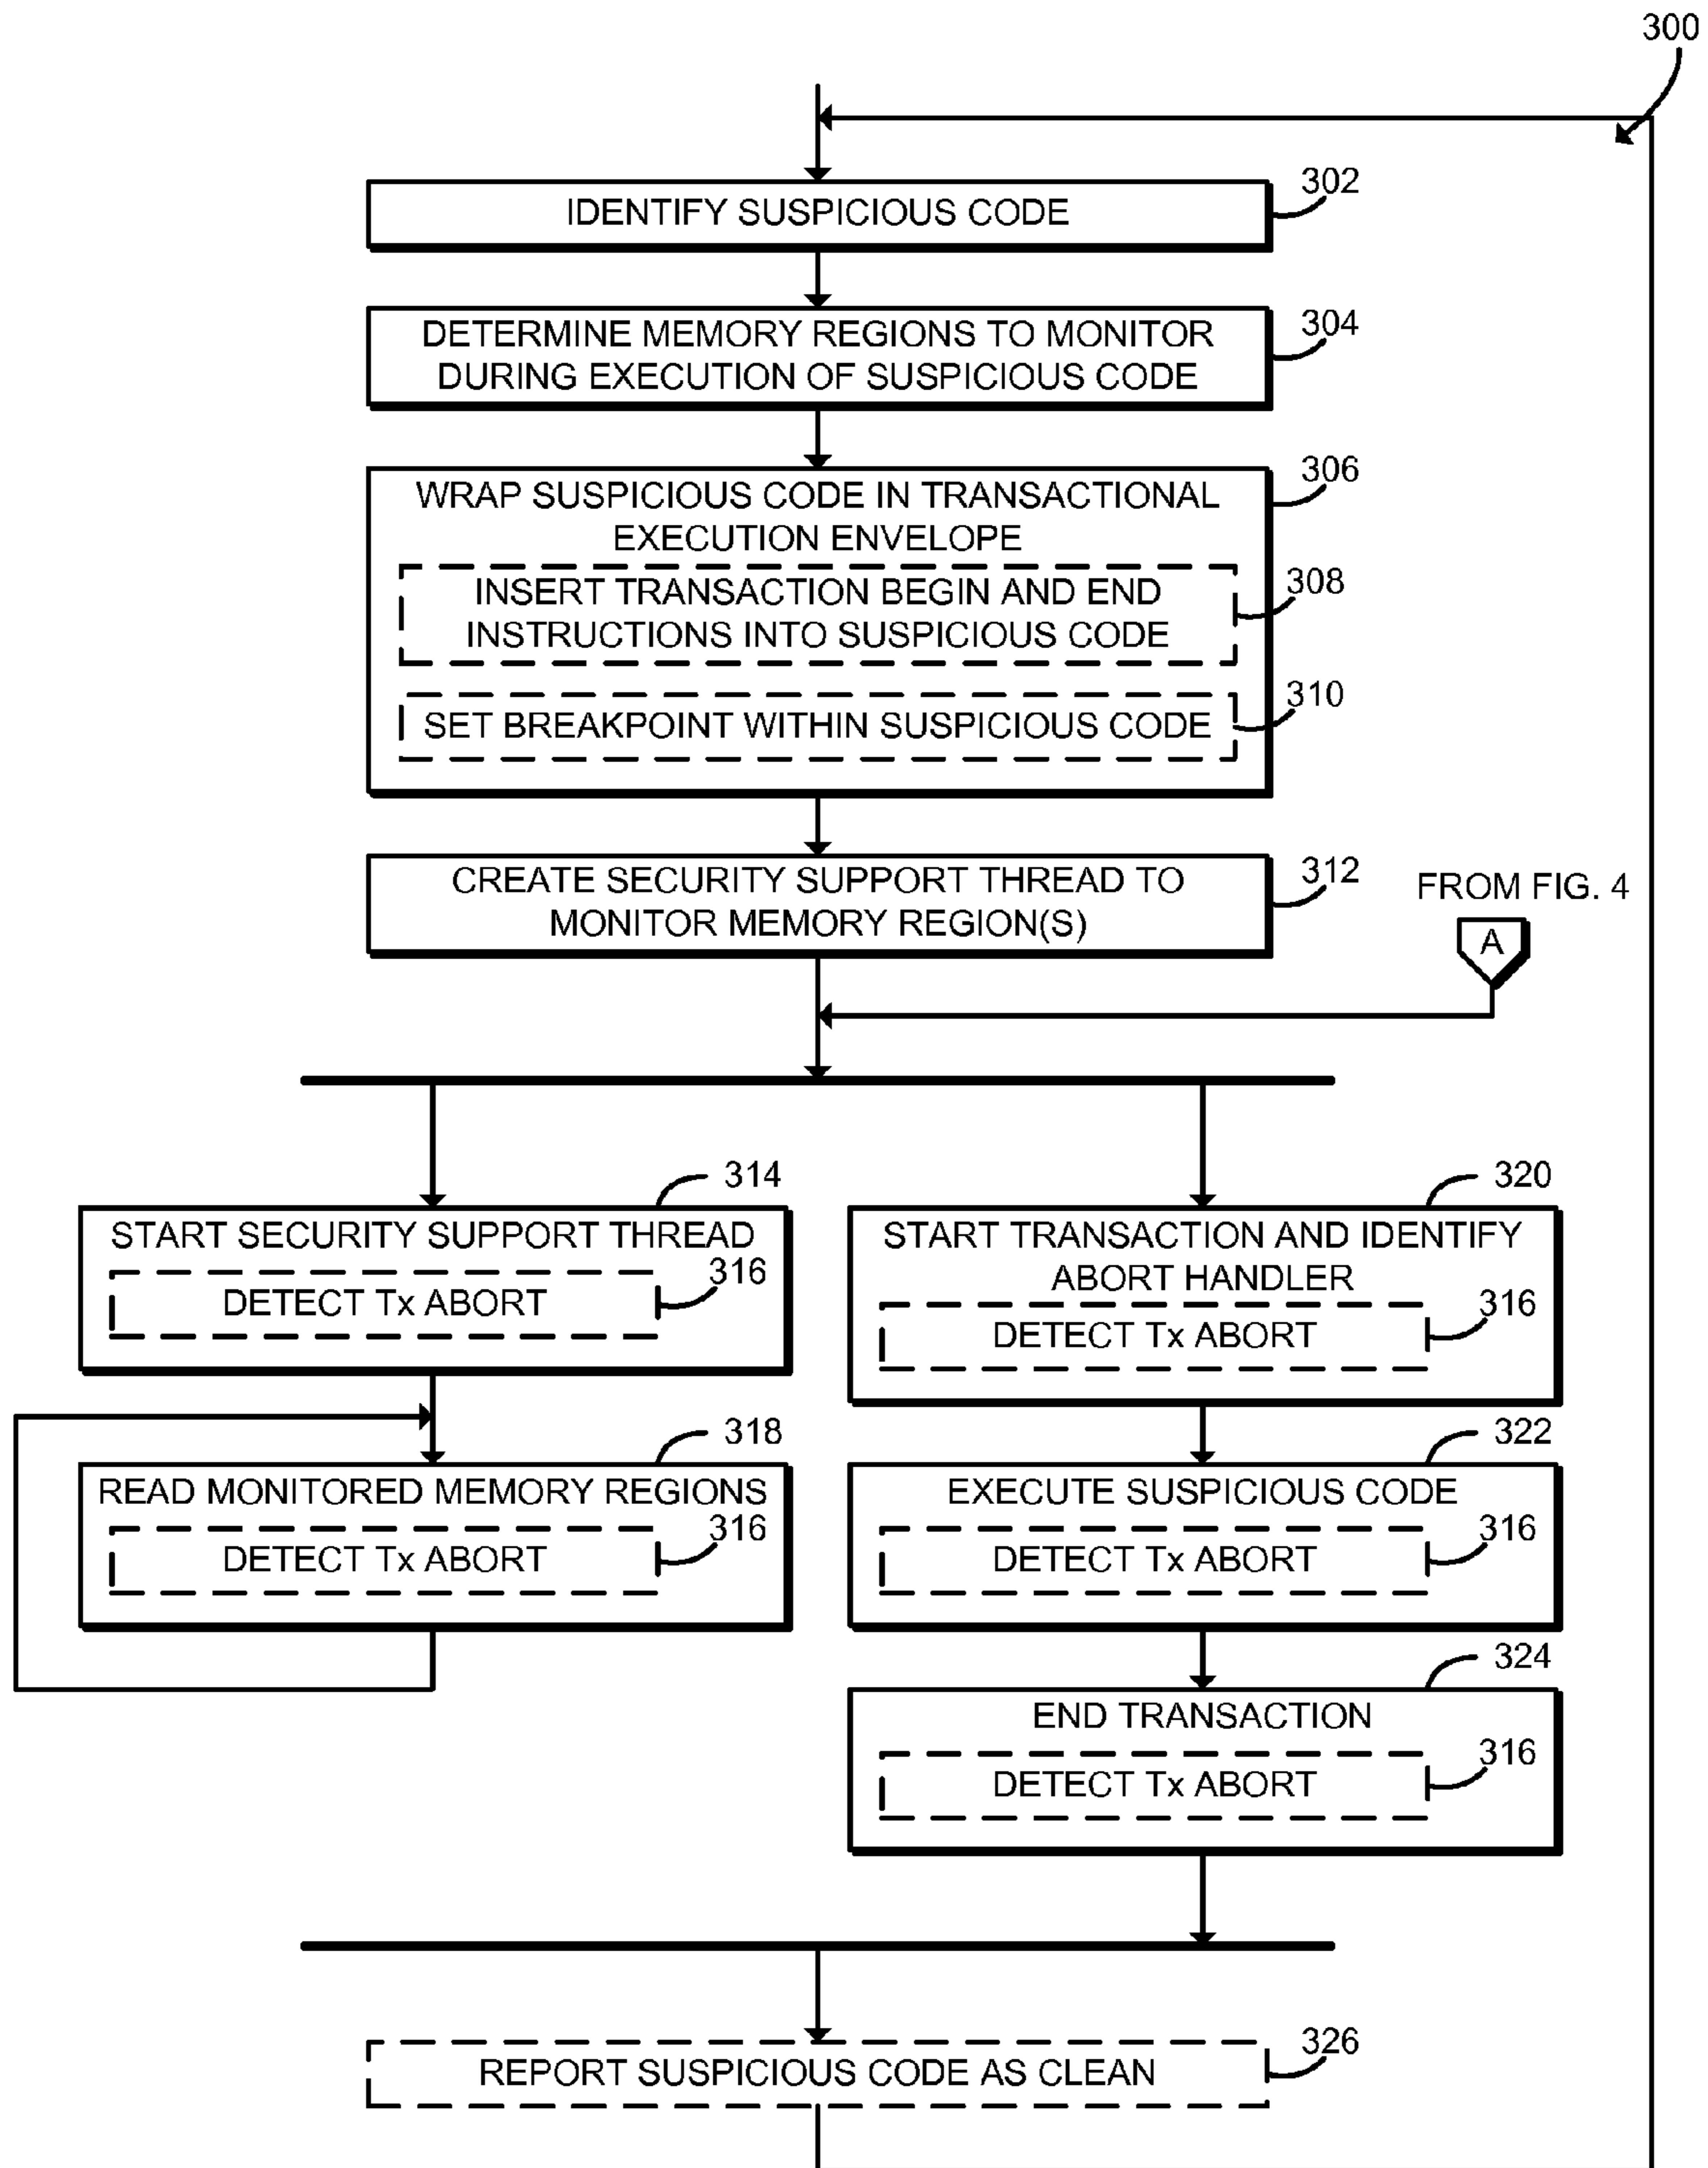 300
IDENTIFY SUSPICIOUS CODE
302
DETERMINE MEMORY REGIONS TO MONITOR
DURING EXECUTION OF SUSPICIOUS CODE
304
WRAP SUSPICIOUS CODE IN TRANSACTIONAL
EXECUTION ENVELOPE
306
INSERT TRANSACTION BEGIN AND END
INSTRUCTIONS INTO SUSPICIOUS CODE
308
SET BREAKPOINT WITHIN SUSPICIOUS CODE
310
CREATE SECURITY SUPPORT THREAD TO
MONITOR MEMORY REGION(S)
312
FROM FIG. 4
A
314
START SECURITY SUPPORT THREAD
DETECT Tx ABORT
316
318
READ MONITORED MEMORY REGIONS
DETECT Tx ABORT
316
320
START TRANSACTION AND IDENTIFY
ABORT HANDLER
DETECT Tx ABORT
316
322
EXECUTE SUSPICIOUS CODE
DETECT Tx ABORT
316
324
END TRANSACTION
DETECT Tx ABORT
316
REPORT SUSPICIOUS CODE AS CLEAN
326